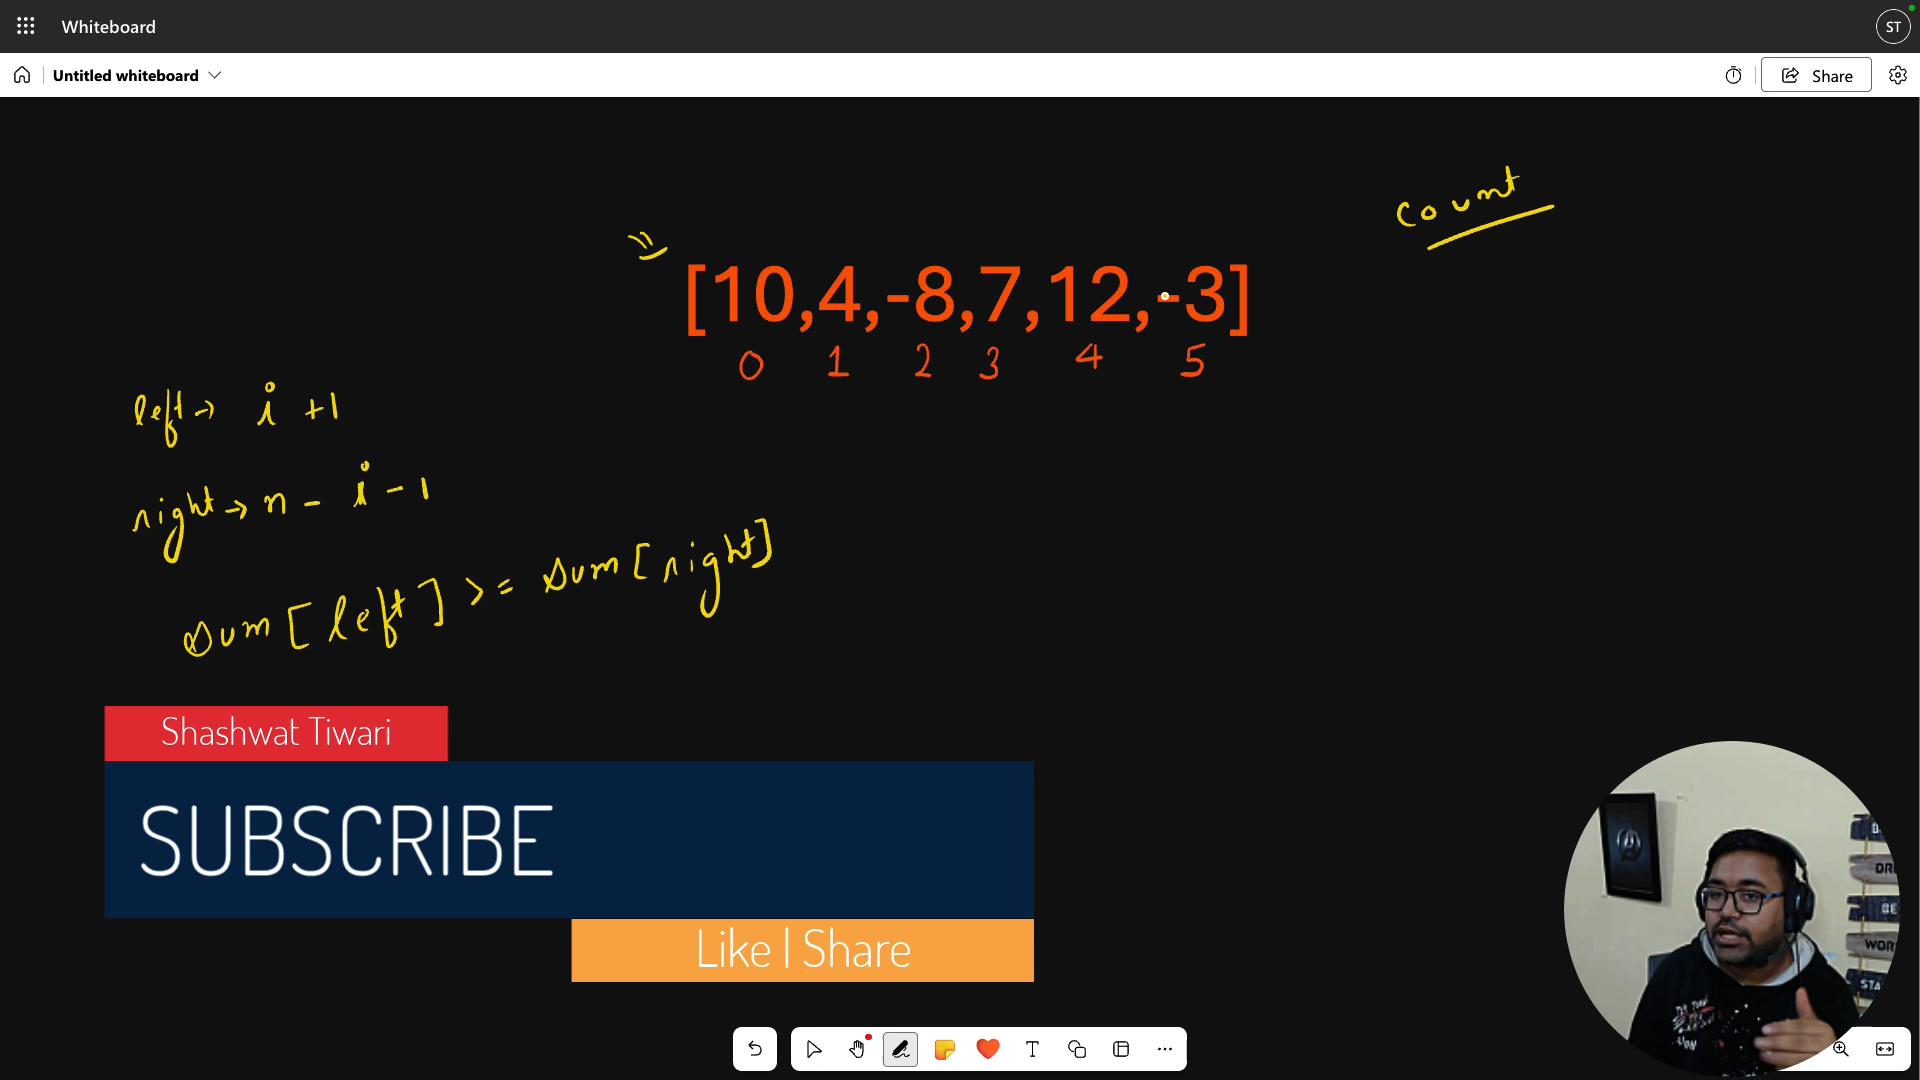 Whiteboard
ST
Untitled whiteboard
Share
count
[10,4,-8,7,12,-3]
0 1 2 3 4 5
left → i +1
right → n - i - 1
sum [left] >= sum [right]
Shashwat Tiwari
SUBSCRIBE
Like | Share
T